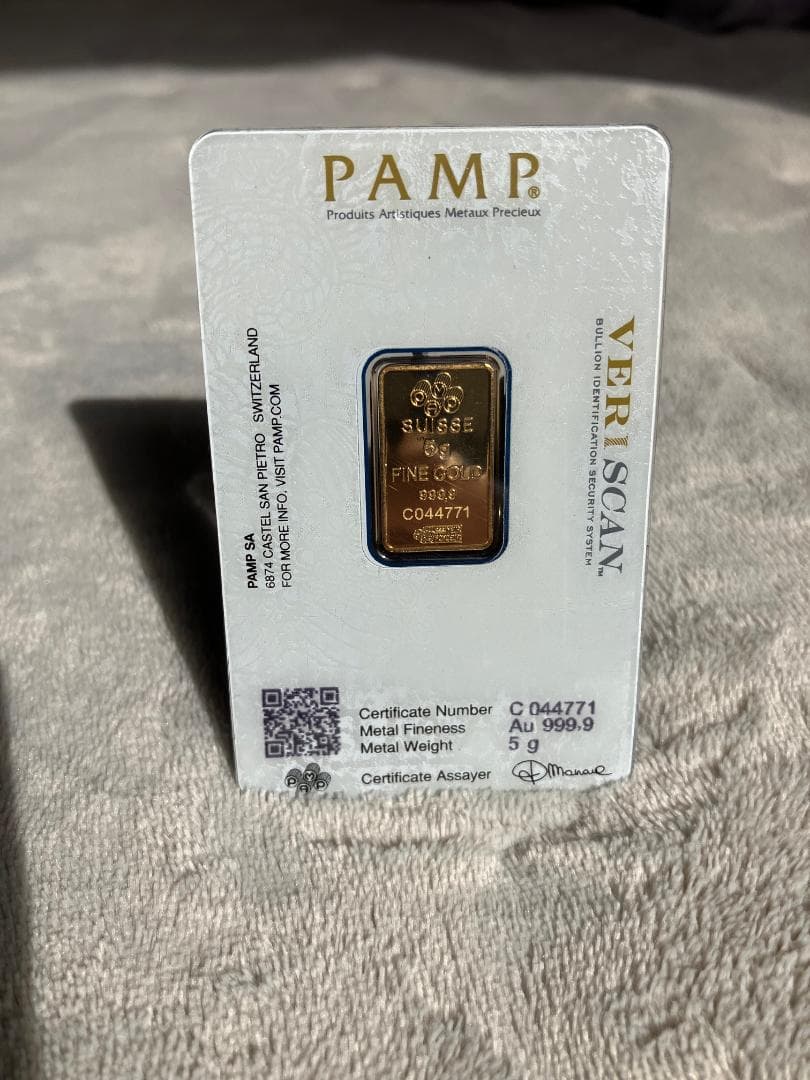 PAMP®
Produits Artistiques Metaux Precieux
PAMP SA
6874 CASTEL SAN PIETRO SWITZERLAND
FOR MORE INFO, VISIT PAMP.COM
PAMP
SUISSE
5g
FINE GOLD
999,9
C044771
VERISCAN™
BULLION IDENTIFICATION SECURITY SYSTEM
Certificate Number C 044771
Metal Fineness Au 999.9
Metal Weight 5 g
Certificate Assayer